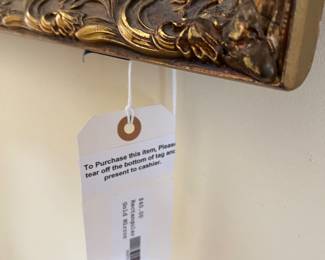 To Purchase this item, Please
tear off the bottom of tag and
present to cashier.
$40.00
Rectangular
Gold Mirror